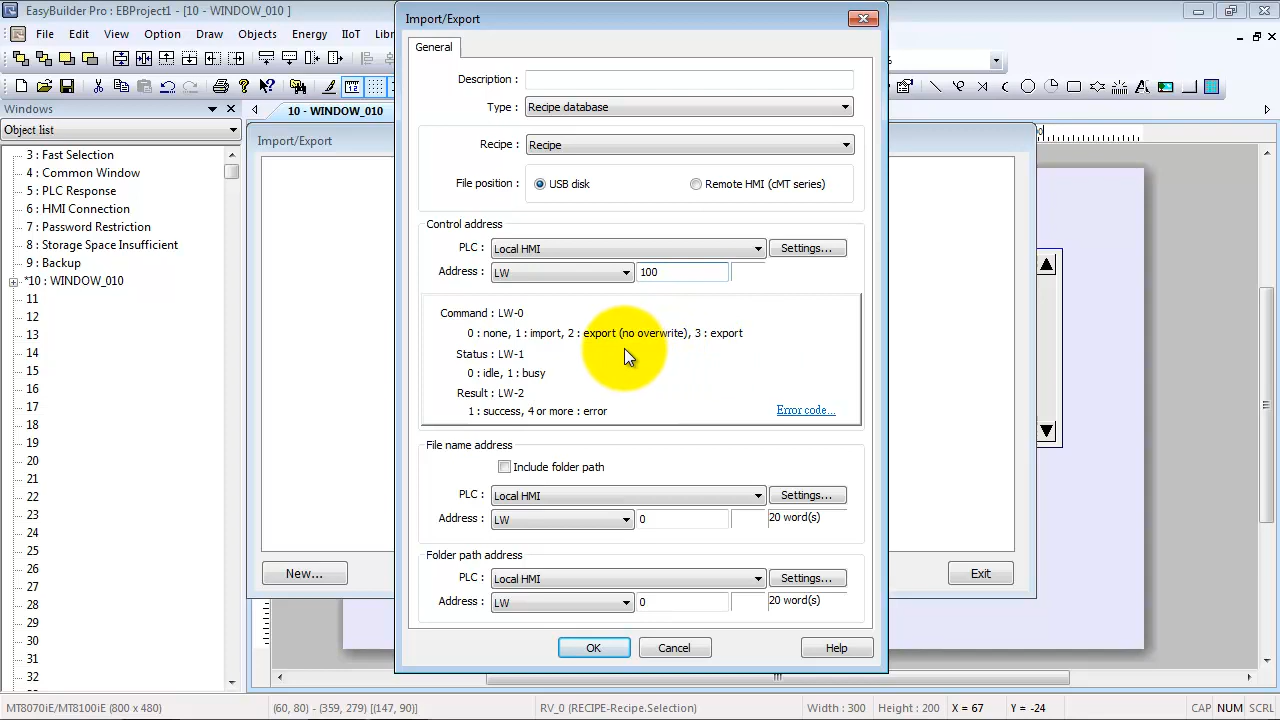 EasyBuilder Pro : EBProject1 - [10 - WINDOW_010 ]
File Edit View Option Draw Objects Energy IIoT Lib
Windows
10 - WINDOW_010
Object list
3 : Fast Selection
4 : Common Window
5 : PLC Response
6 : HMI Connection
7 : Password Restriction
8 : Storage Space Insufficient
9 : Backup
*10 : WINDOW_010
11
12
13
14
15
16
17
18
19
20
21
22
23
24
25
26
27
28
29
30
31
32
Import/Export
New...
Exit
Import/Export
General
Description :
Type : Recipe database
Recipe : Recipe
File position : USB disk Remote HMI (cMT series)
Control address
PLC : Local HMI Settings...
Address : LW 100
Command : LW-0
0 : none, 1 : import, 2 : export (no overwrite), 3 : export
Status : LW-1
0 : idle, 1 : busy
Result : LW-2
1 : success, 4 or more : error
Error code...
File name address
Include folder path
PLC : Local HMI Settings...
Address : LW 0 20 word(s)
Folder path address
PLC : Local HMI Settings...
Address : LW 0 20 word(s)
OK Cancel Help
MT8070iE/MT8100iE (800 x 480) (60, 80) - (359, 279) [(147, 90)] RV_0 (RECIPE-Recipe.Selection) Width : 300 Height : 200 X = 67 Y = -24 CAP NUM SCRL